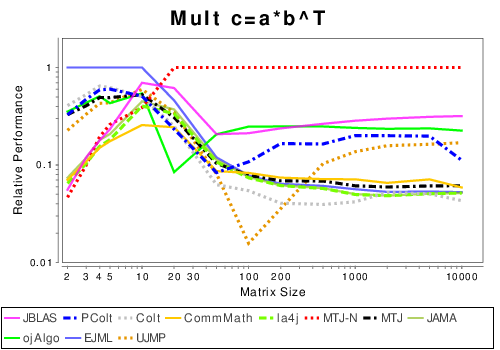 Mult c=a*b^T
Relative Performance
1
0.1
0.01
2 3 4 5 10 20 30 100 200 1000 10000
Matrix Size
JBLAS PColt Colt CommMath la4j MTJ-N MTJ JAMA
ojAlgo EJML UJMP